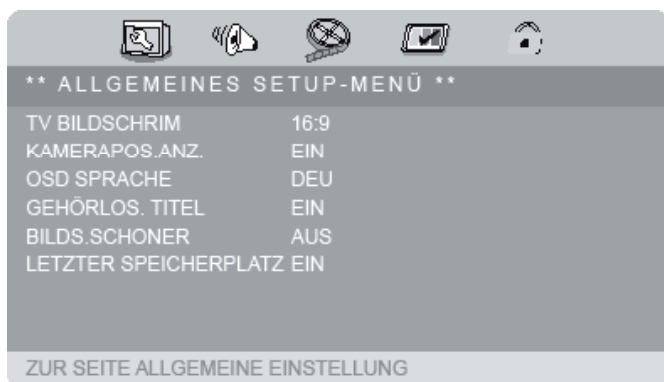 ** ALLGEMEINES SETUP-MENÜ **
TV BILDSCHRIM 16:9
KAMERAPOS.ANZ. EIN
OSD SPRACHE DEU
GEHÖRLOS. TITEL EIN
BILDS.SCHONER AUS
LETZTER SPEICHERPLATZ EIN
ZUR SEITE ALLGEMEINE EINSTELLUNG